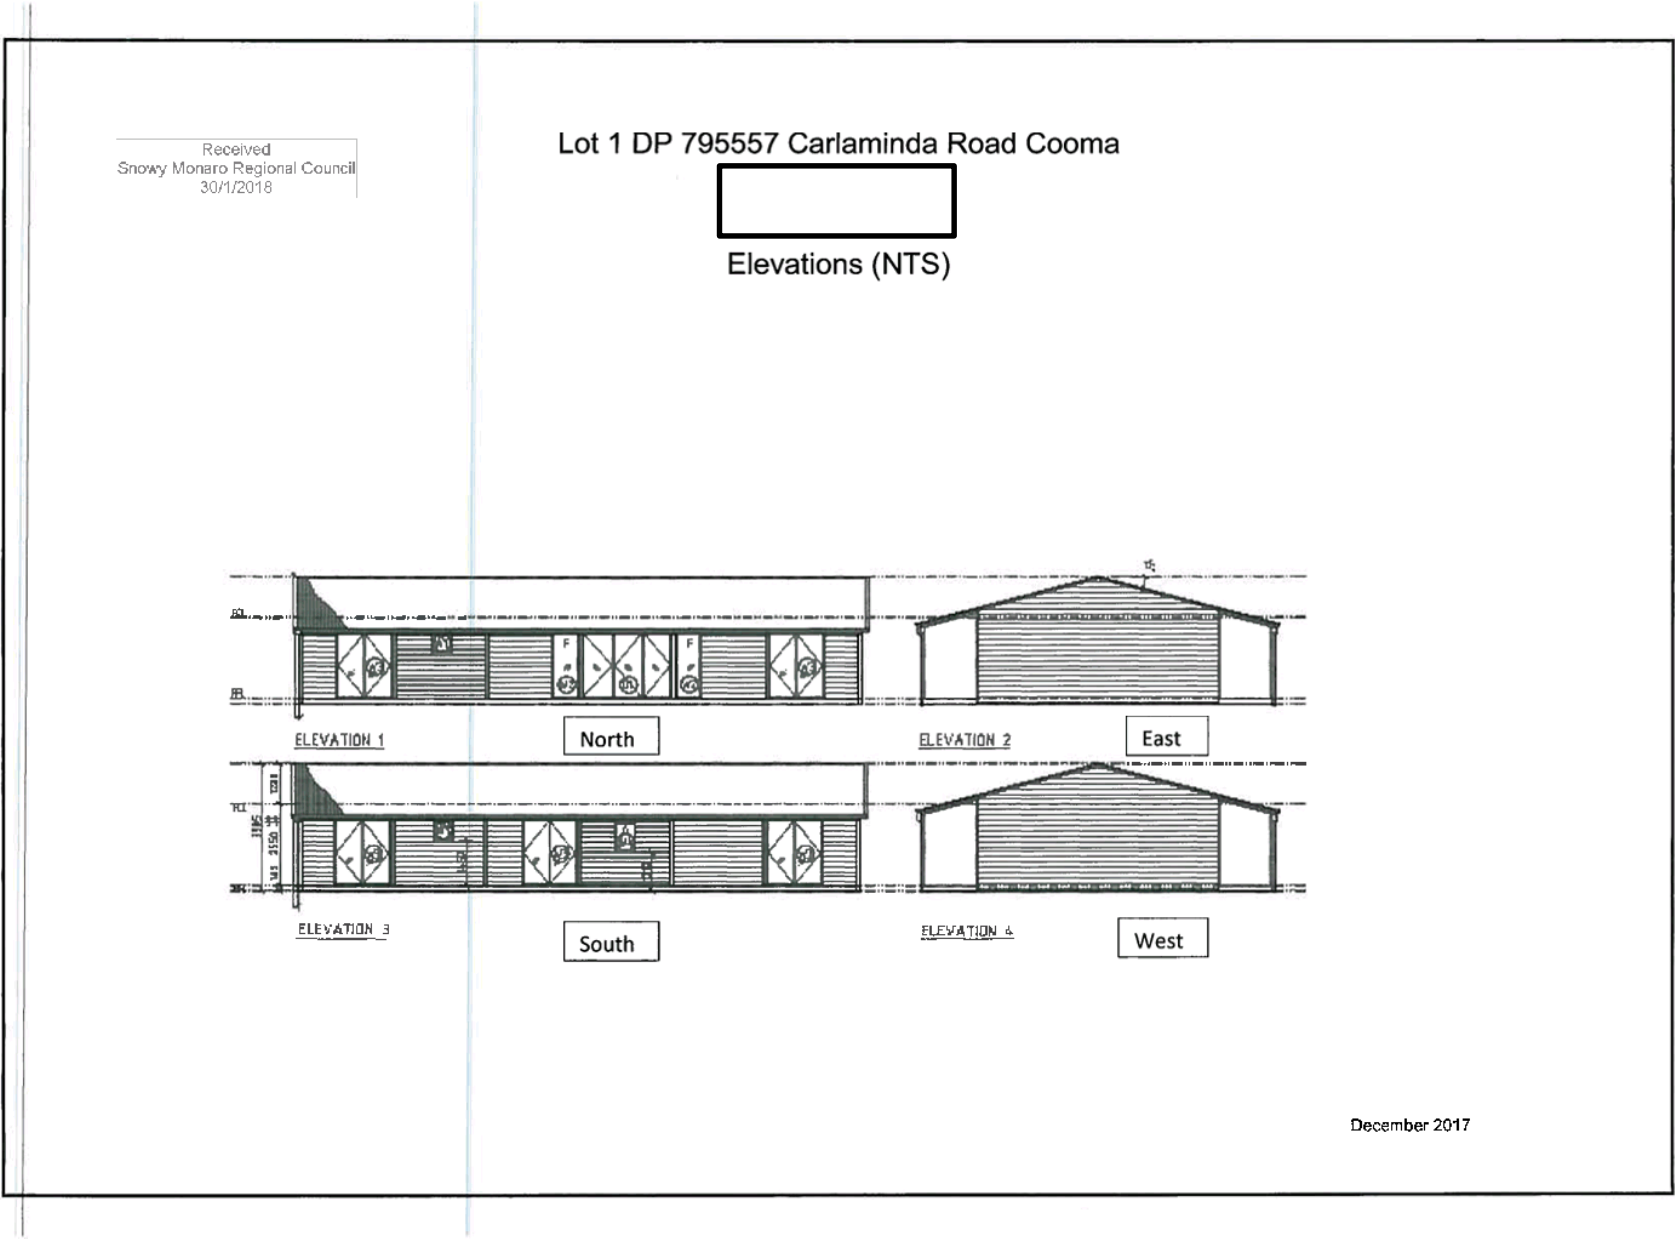 Received
Snowy Monaro Regional Council
30/1/2018
Lot 1 DP 795557 Carlaminda Road Cooma
Elevations (NTS)
F
F
ELEVATION 1
North
ELEVATION 2
East
2550
ELEVATION 3
South
ELEVATION 4
West
December 2017